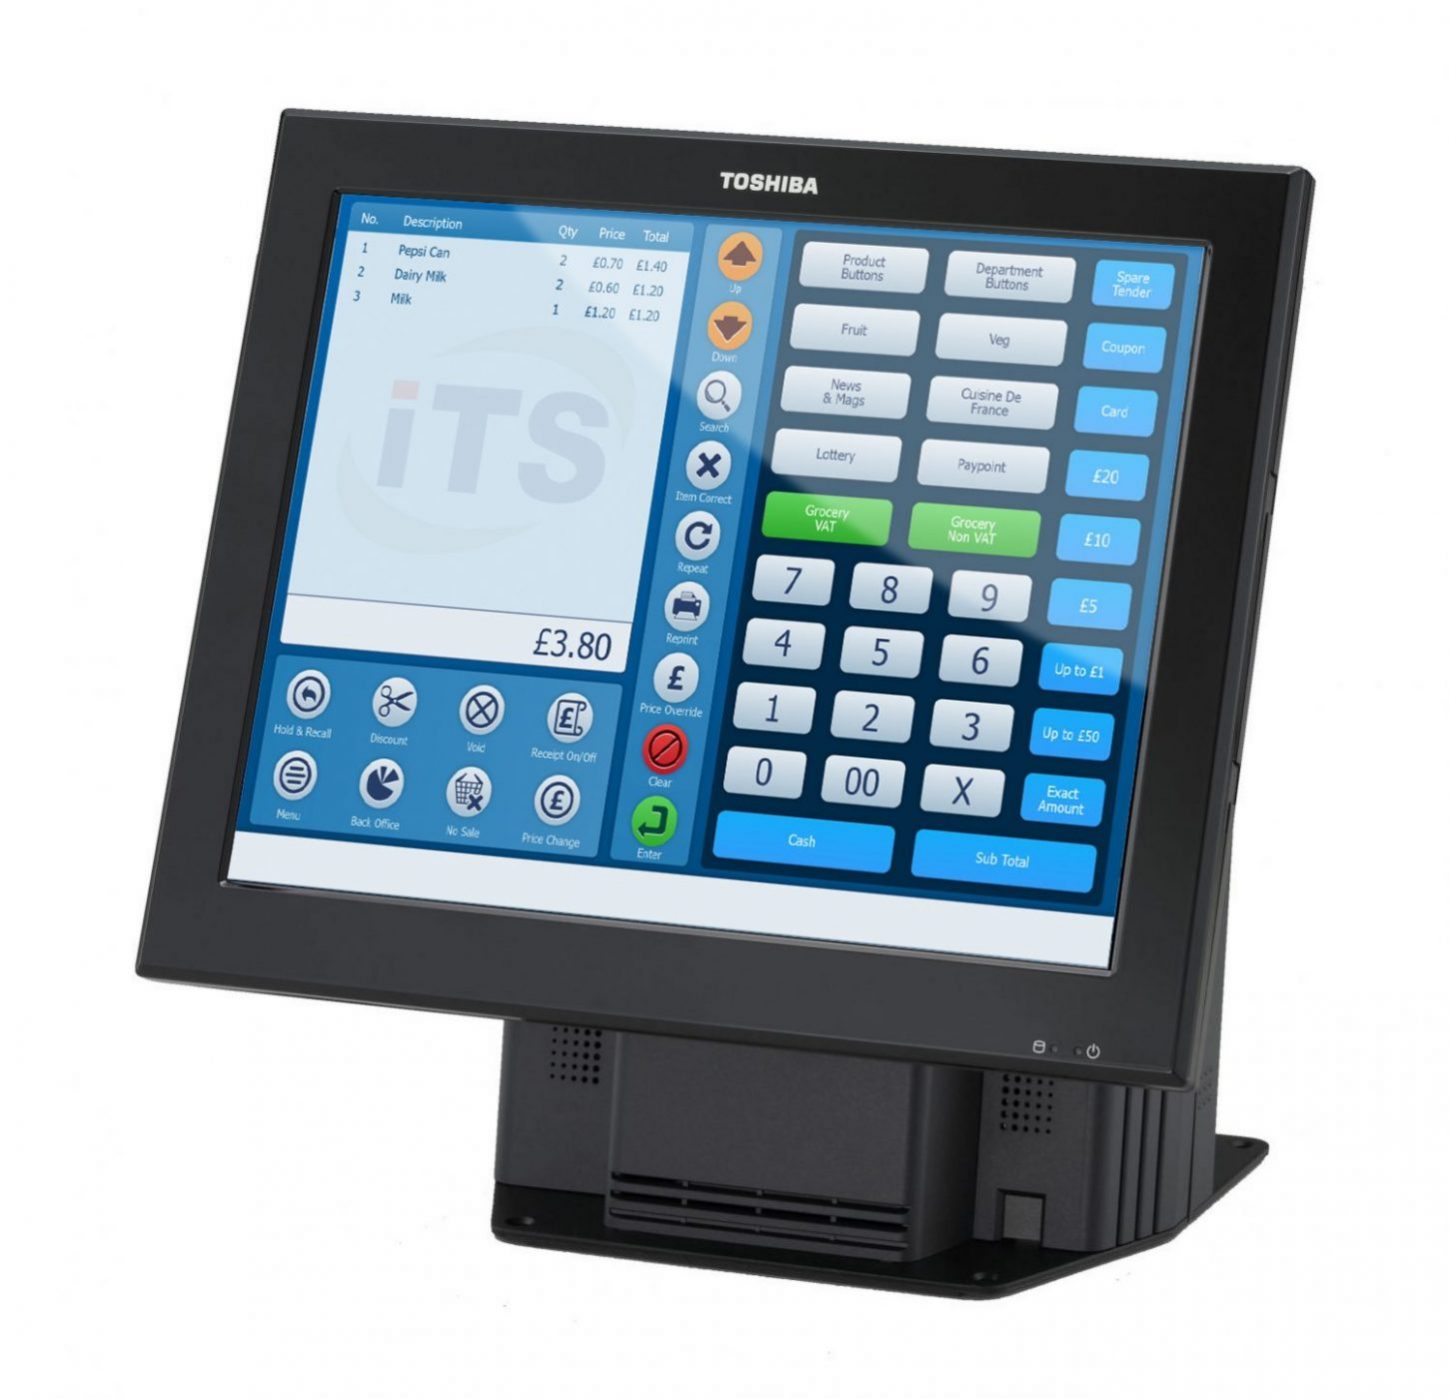 TOSHIBA
No. Description Qty Price Total
1 Pepsi Can 2 £0.70 £1.40
2 Dairy Milk 2 £0.60 £1.20
3 Milk 1 £1.20 £1.20
iTS
£3.80
Hold & Recall Discount Void Receipt On/Off
Menu Back Office No Sale Price Change
Up
Down
Search
Item Correct
Repeat
Reprint
£
Price Override
Clear
Enter
Product
Buttons
Department
Buttons
Spare
Tender
Fruit Veg Coupon
News
& Mags
Cuisine De
France
Card
Lottery Paypoint £20
Grocery
VAT
Grocery
Non VAT
£10
7 8 9 £5
4 5 6 Up to £1
1 2 3 Up to £50
0 00 X Exact
Amount
Cash Sub Total